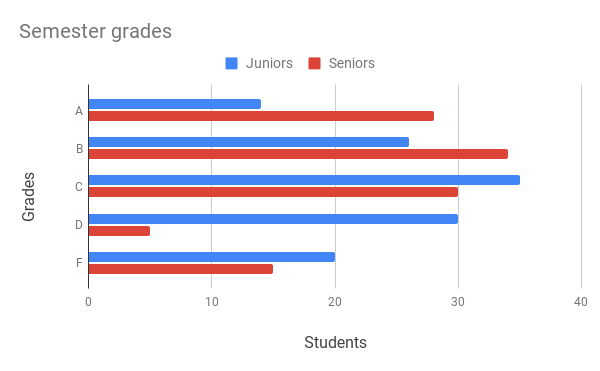 Semester grades
Juniors Seniors
A
B
C
D
F
Grades
0 10 20 30 40
Students